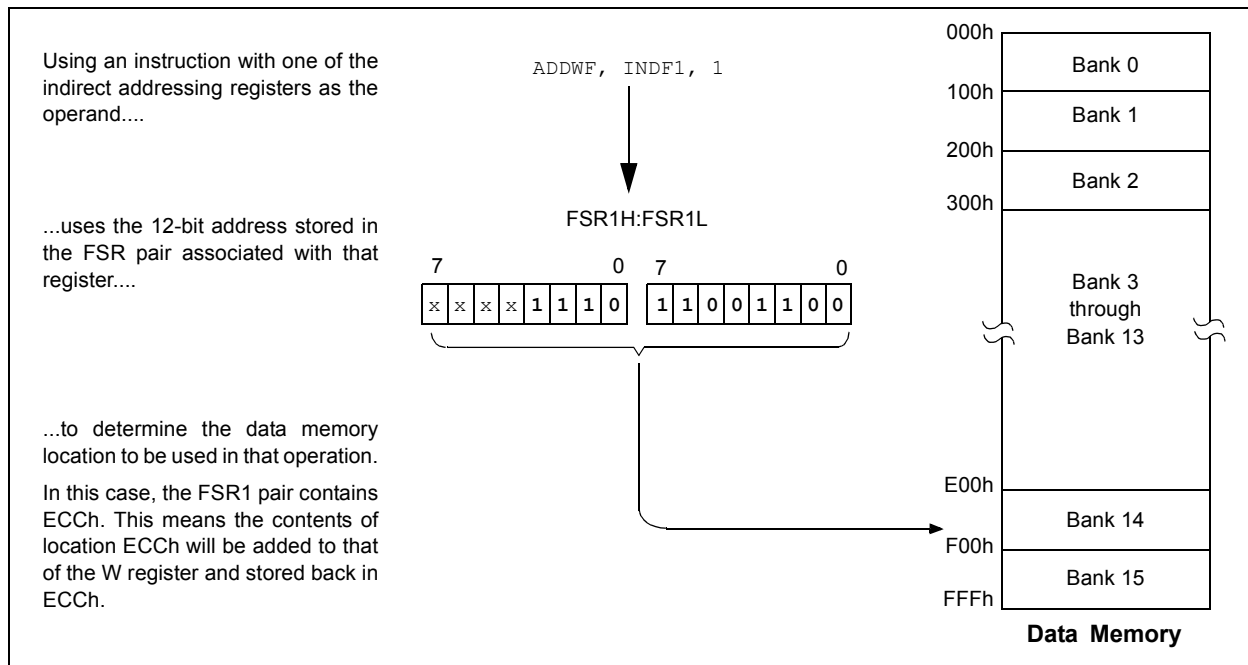 Using an instruction with one of the
indirect addressing registers as the
operand....
ADDWF, INDF1, 1
...uses the 12-bit address stored in
the FSR pair associated with that
register....
FSR1H:FSR1L
7 0 7 0
x x x x 1 1 1 0 1 1 0 0 1 1 0 0
...to determine the data memory
location to be used in that operation.
In this case, the FSR1 pair contains
ECCh. This means the contents of
location ECCh will be added to that
of the W register and stored back in
ECCh.
000h
Bank 0
100h
Bank 1
200h
Bank 2
300h
Bank 3
through
Bank 13
E00h
Bank 14
F00h
Bank 15
FFFh
Data Memory